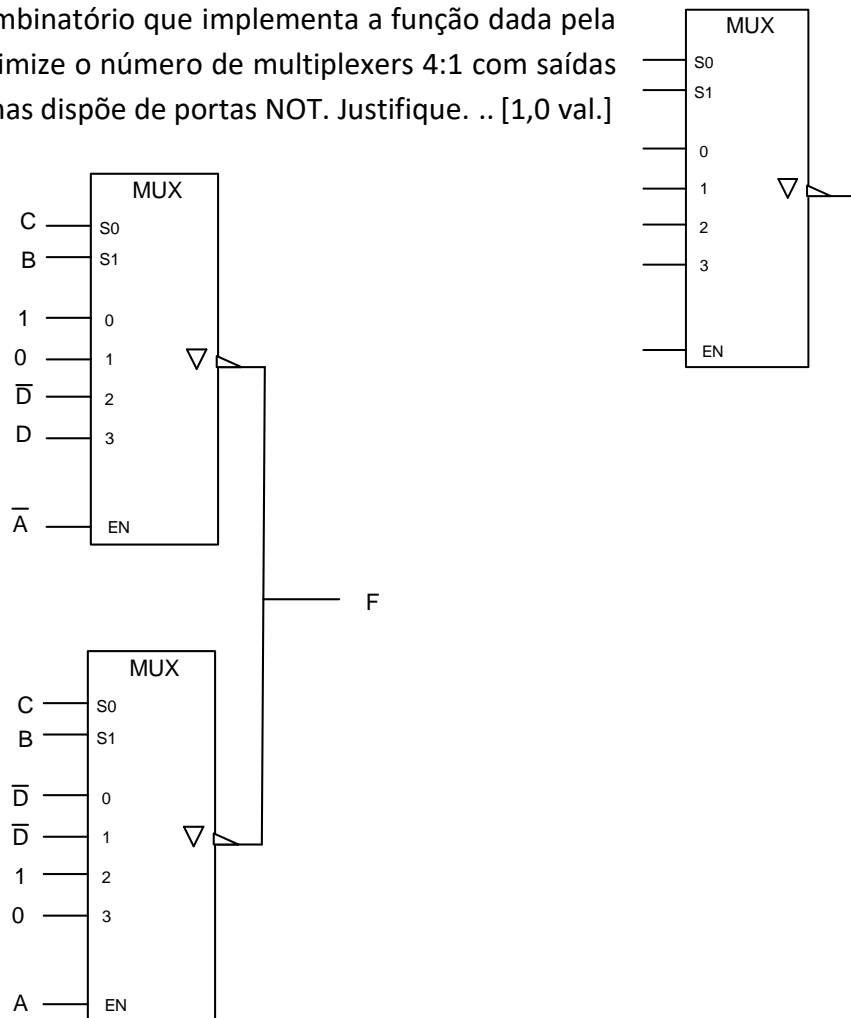 mbinatório que implementa a função dada pela
imize o número de multiplexers 4:1 com saídas
nas dispõe de portas NOT. Justifique. .. [1,0 val.]
MUX
S0
S1
0
1
2
3
EN
MUX
C S0
B S1
1 0
0 1
D̅ 2
D 3
A̅ EN
F
MUX
C S0
B S1
D̅ 0
D̅ 1
1 2
0 3
A EN